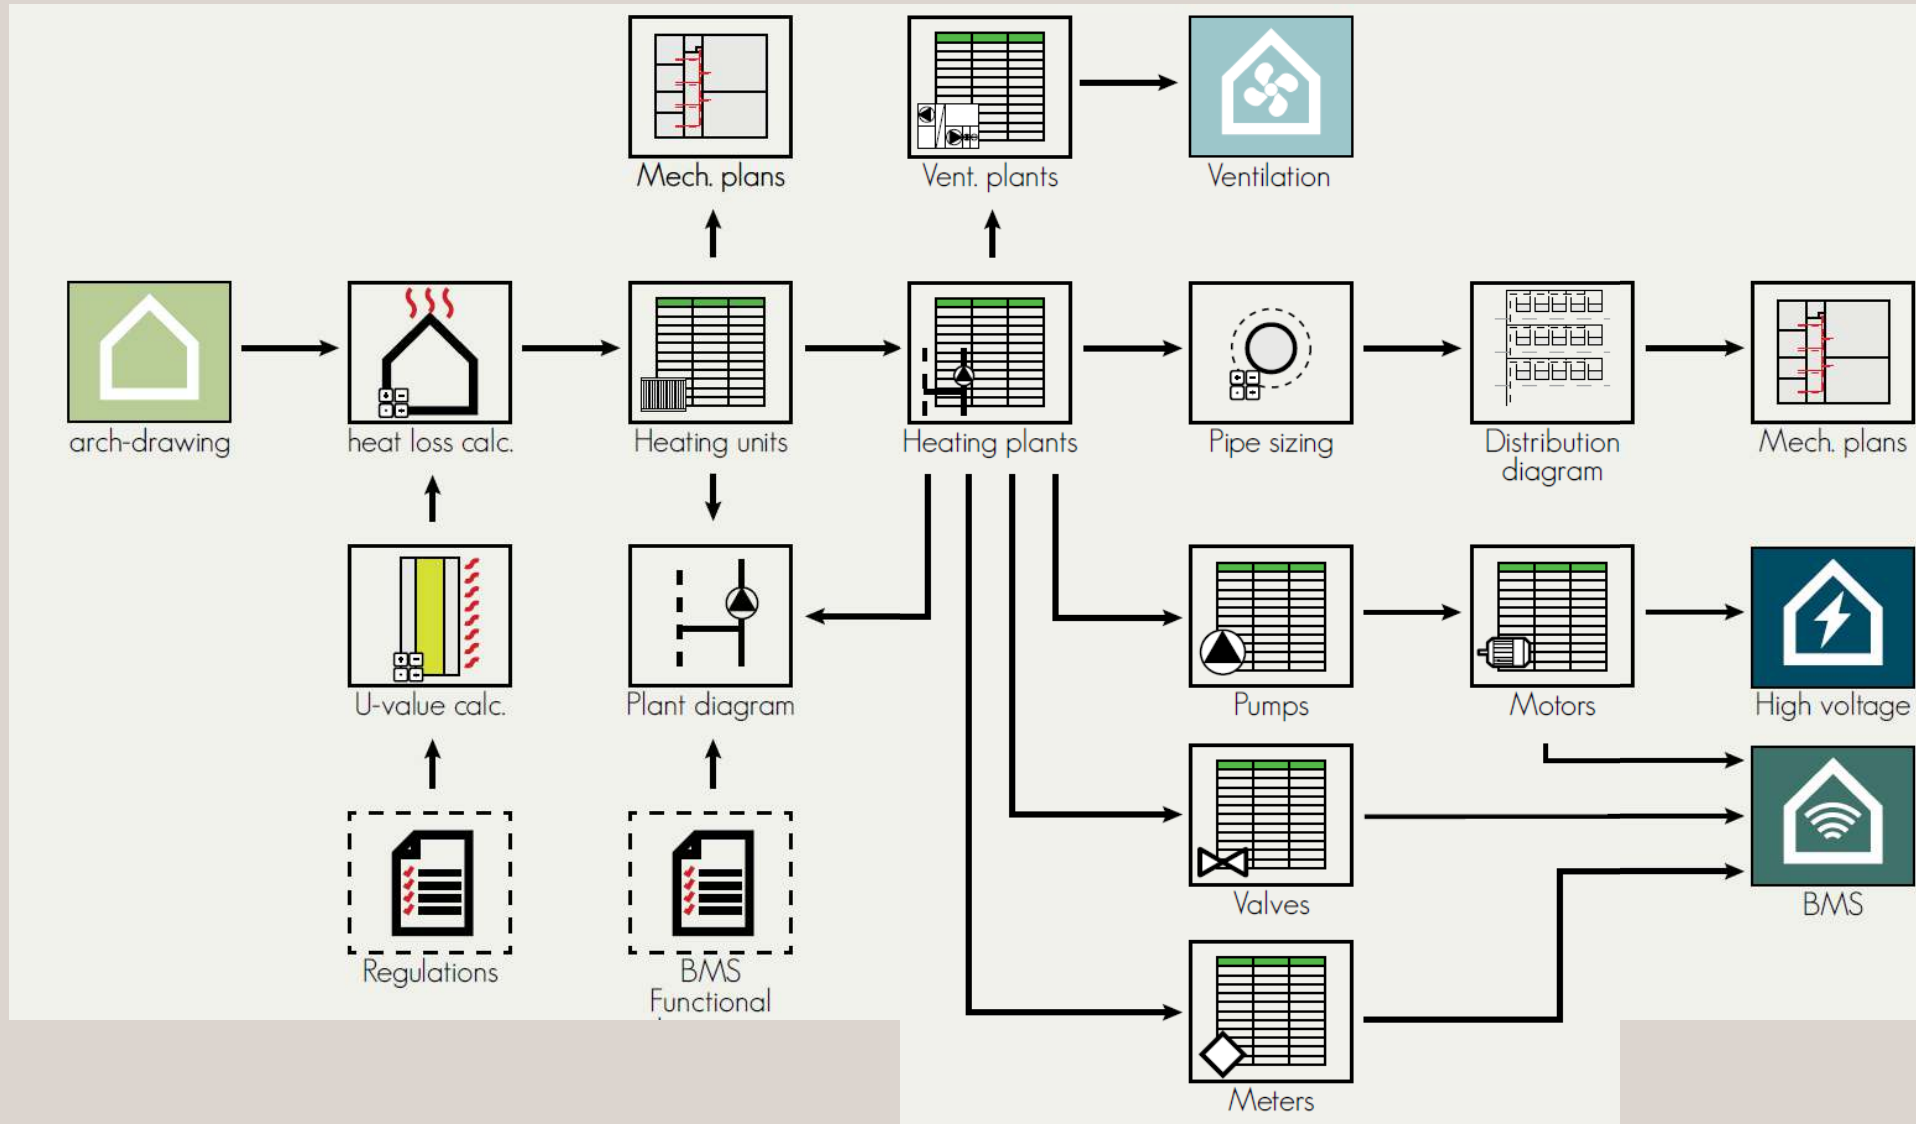 Mech. plans
Vent. plants
Ventilation
arch-drawing
heat loss calc.
Heating units
Heating plants
Pipe sizing
Distribution
diagram
Mech. plans
U-value calc.
Plant diagram
Pumps
Motors
High voltage
Valves
BMS
Regulations
BMS
Functional
Meters